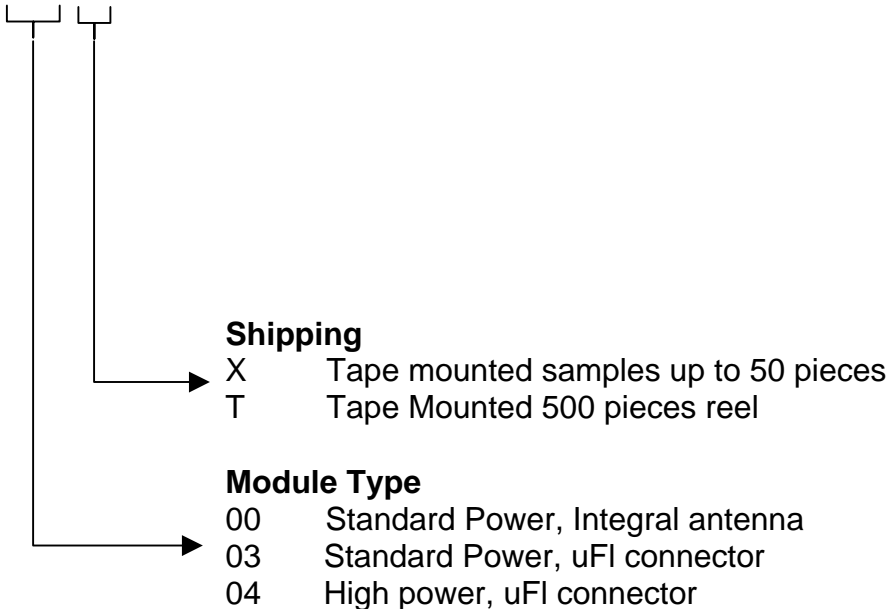 Shipping
X Tape mounted samples up to 50 pieces
T Tape Mounted 500 pieces reel
Module Type
00 Standard Power, Integral antenna
03 Standard Power, uFl connector
04 High power, uFl connector